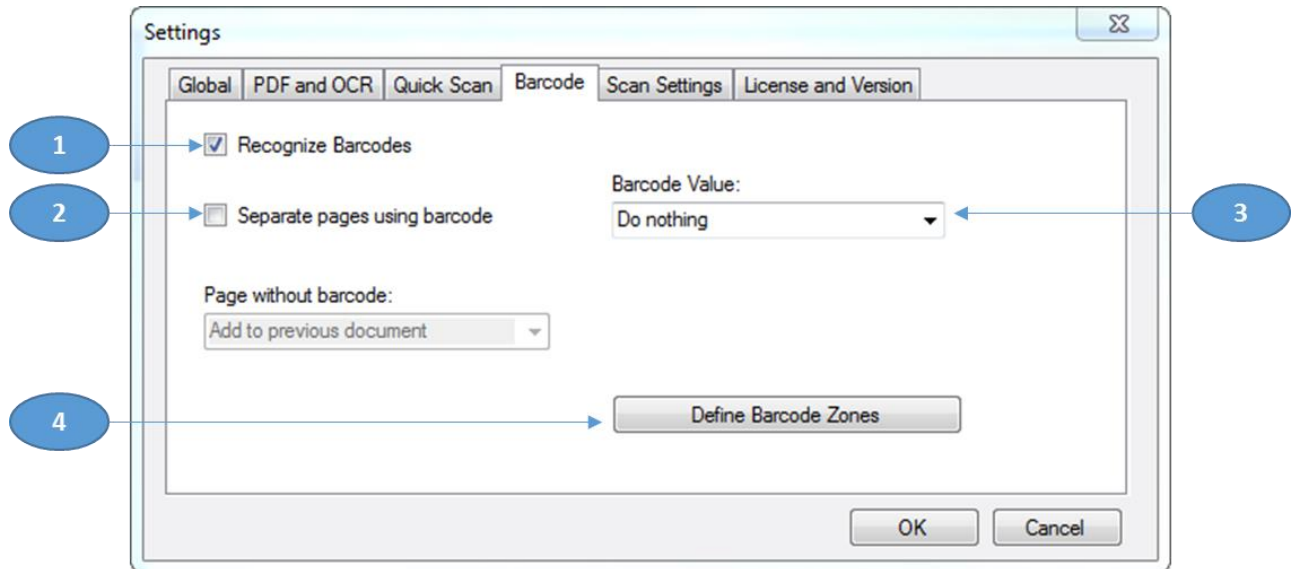 Settings
Global PDF and OCR Quick Scan Barcode Scan Settings License and Version
1 Recognize Barcodes
Barcode Value:
2 Separate pages using barcode Do nothing 3
Page without barcode:
Add to previous document
4 Define Barcode Zones
OK Cancel